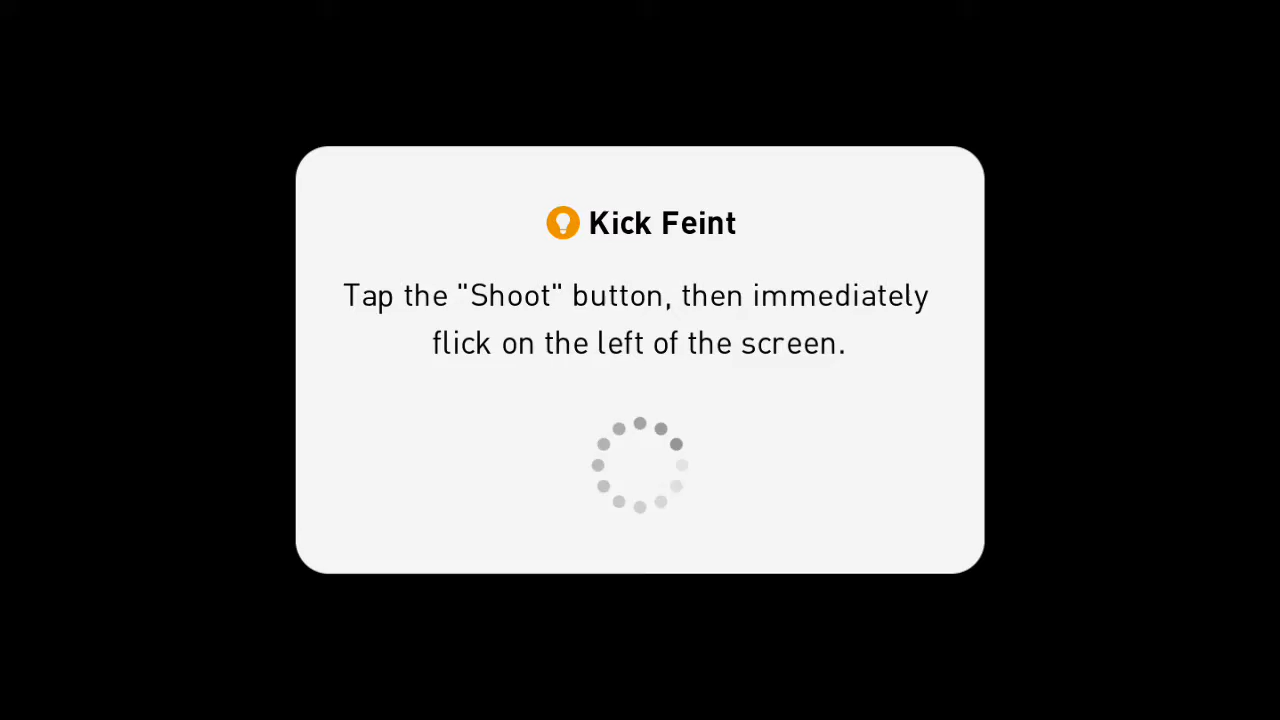 Kick Feint
Tap the "Shoot" button, then immediately
flick on the left of the screen.